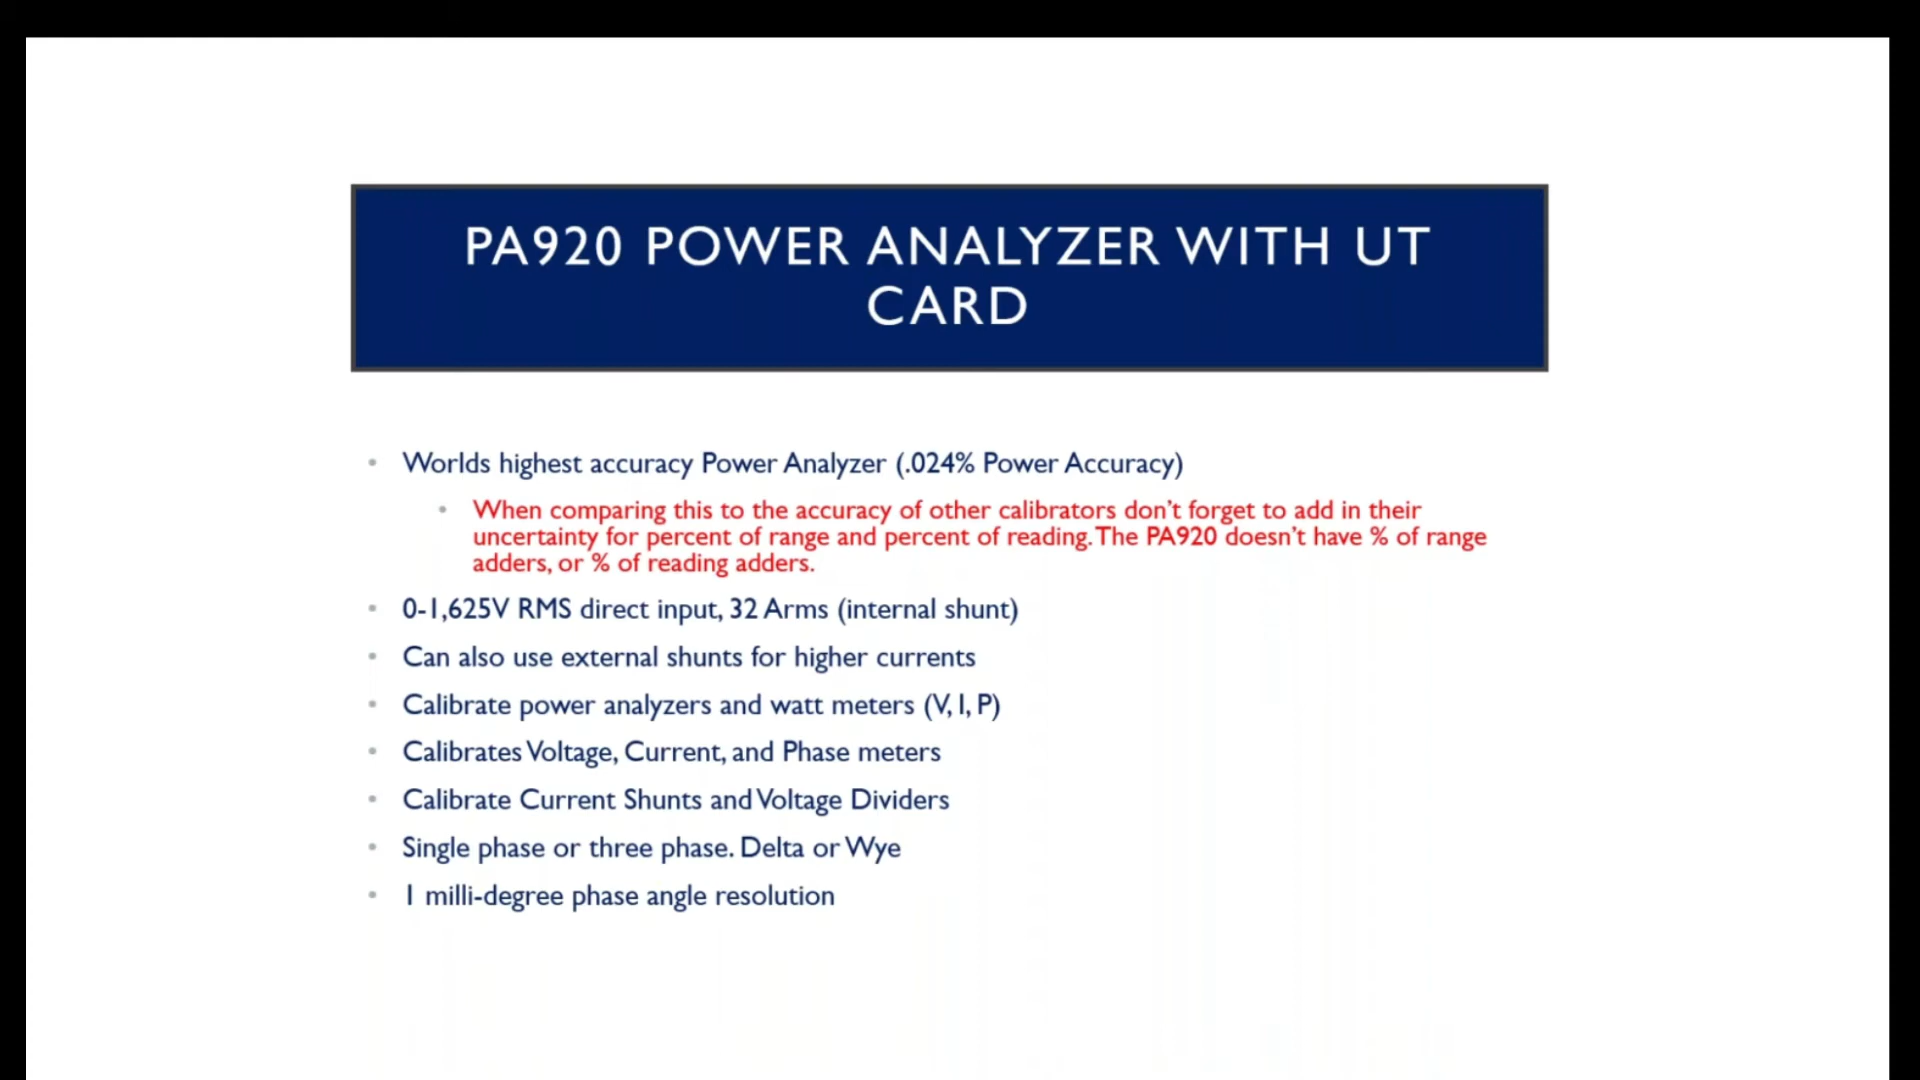 PA920 POWER ANALYZER WITH UT
CARD
• Worlds highest accuracy Power Analyzer (.024% Power Accuracy)
• When comparing this to the accuracy of other calibrators don’t forget to add in their
uncertainty for percent of range and percent of reading. The PA920 doesn’t have % of range
adders, or % of reading adders.
• 0-1,625V RMS direct input, 32 Arms (internal shunt)
• Can also use external shunts for higher currents
• Calibrate power analyzers and watt meters (V, I, P)
• Calibrates Voltage, Current, and Phase meters
• Calibrate Current Shunts and Voltage Dividers
• Single phase or three phase. Delta or Wye
• 1 milli-degree phase angle resolution